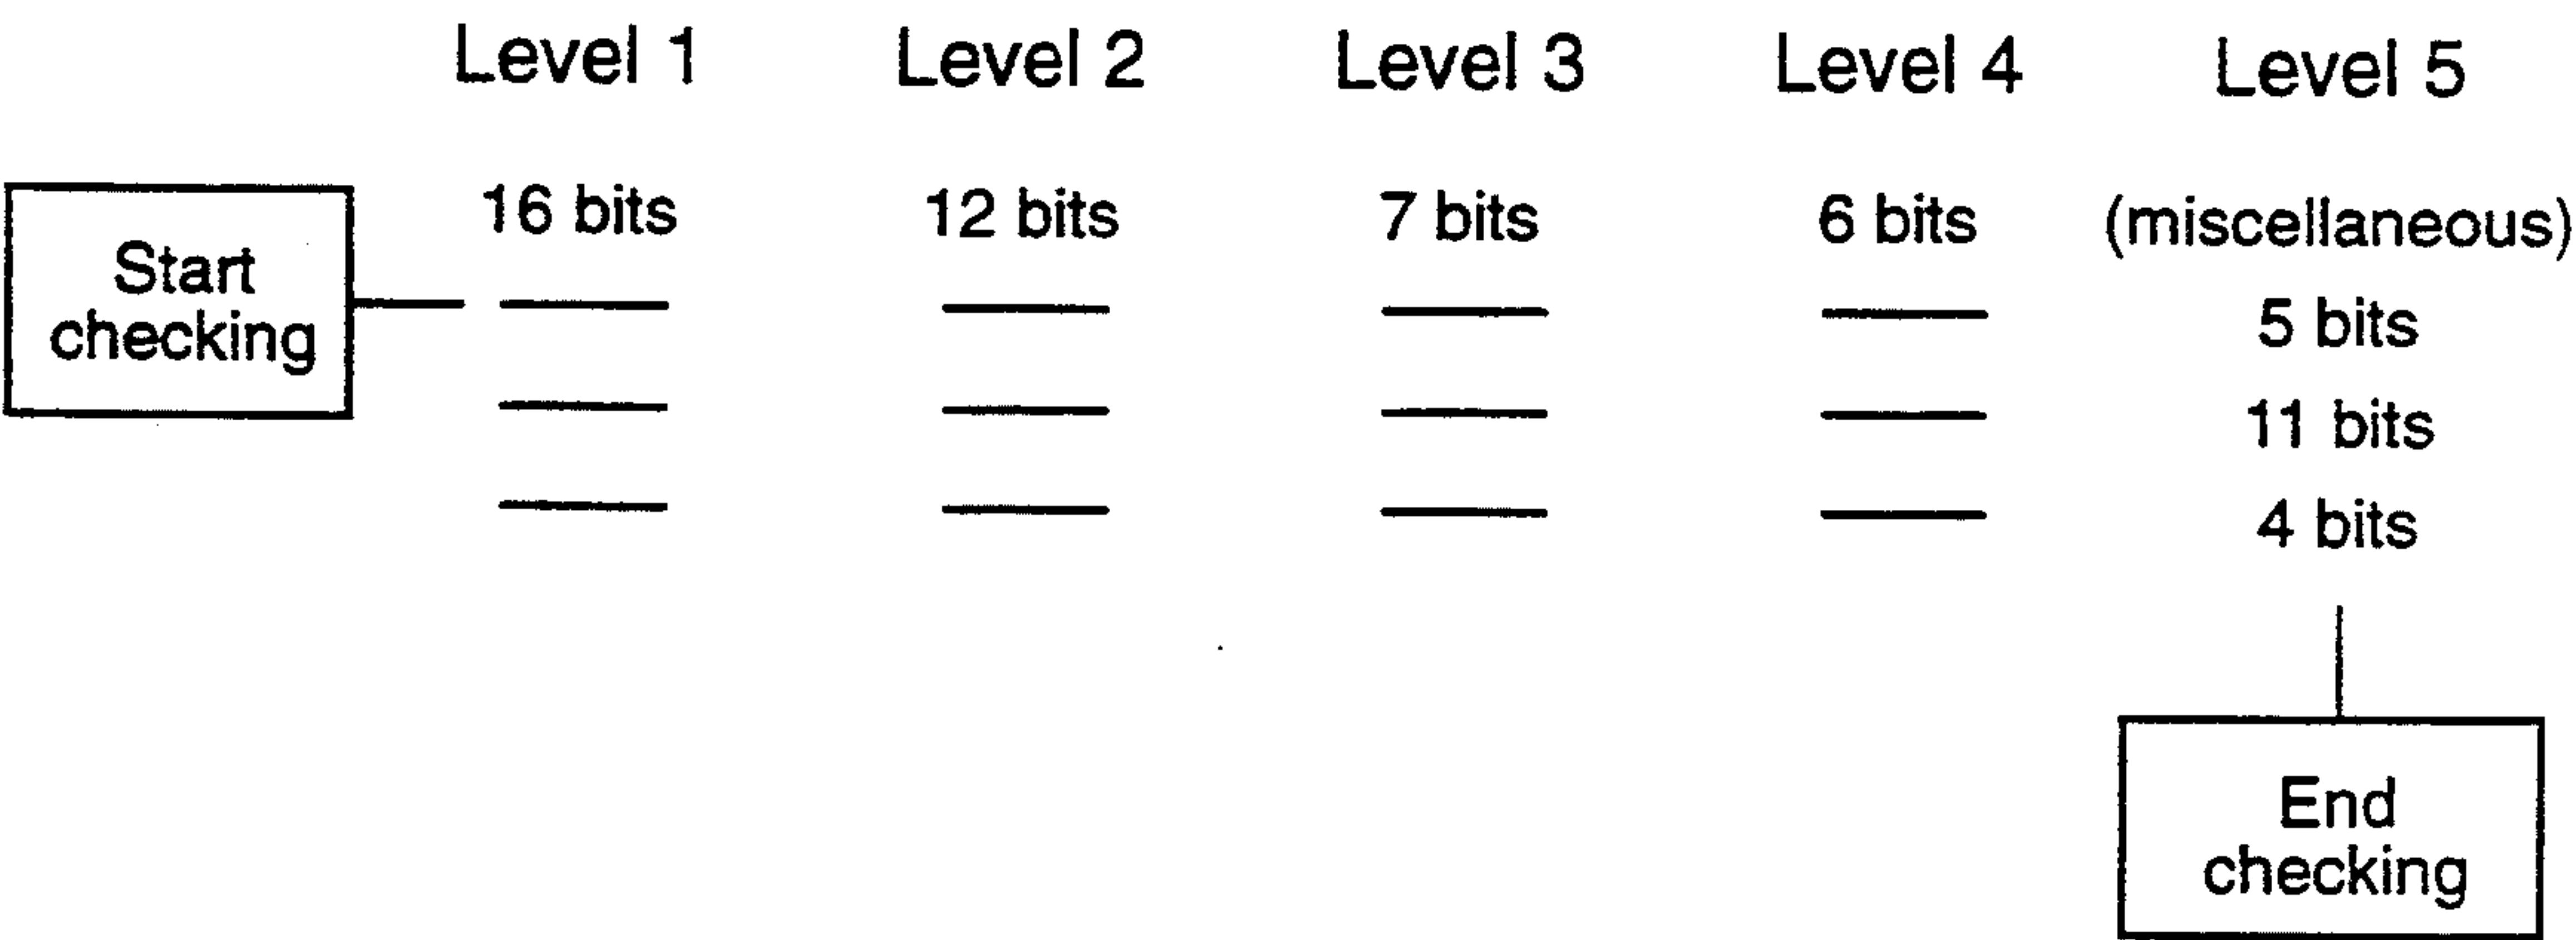 Level 1 Level 2 Level 3 Level 4 Level 5
16 bits 12 bits 7 bits 6 bits (miscellaneous)
Start
checking
5 bits
11 bits
4 bits
End
checking